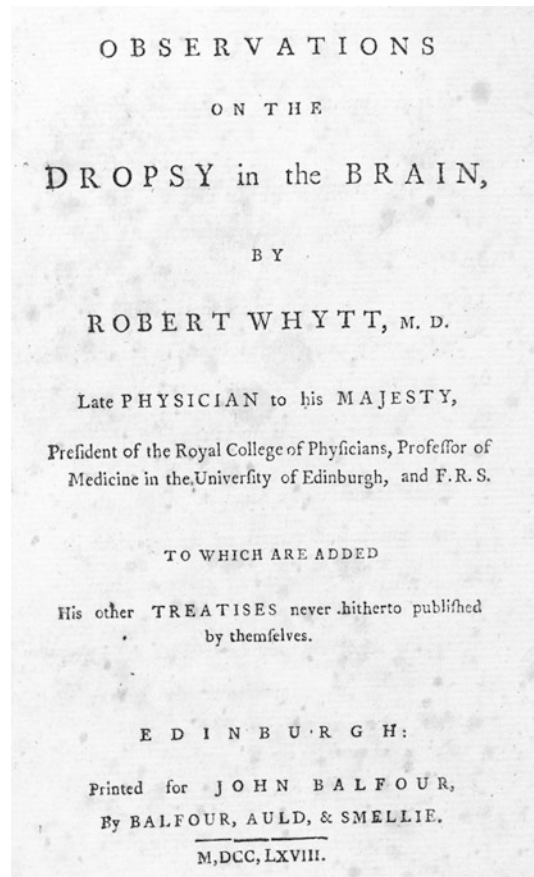 OBSERVATIONS
ON THE
DROPSY in the BRAIN,
BY
ROBERT WHYTT, M. D.
Late PHYSICIAN to his MAJESTY,
Preſident of the Royal College of Phyſicians, Profeſſor of
Medicine in the Univerſity of Edinburgh, and F. R. S.
TO WHICH ARE ADDED
His other TREATISES never hitherto publiſhed
by themſelves.
EDINBURGH:
Printed for JOHN BALFOUR,
By BALFOUR, AULD, & SMELLIE.
M,DCC,LXVIII.